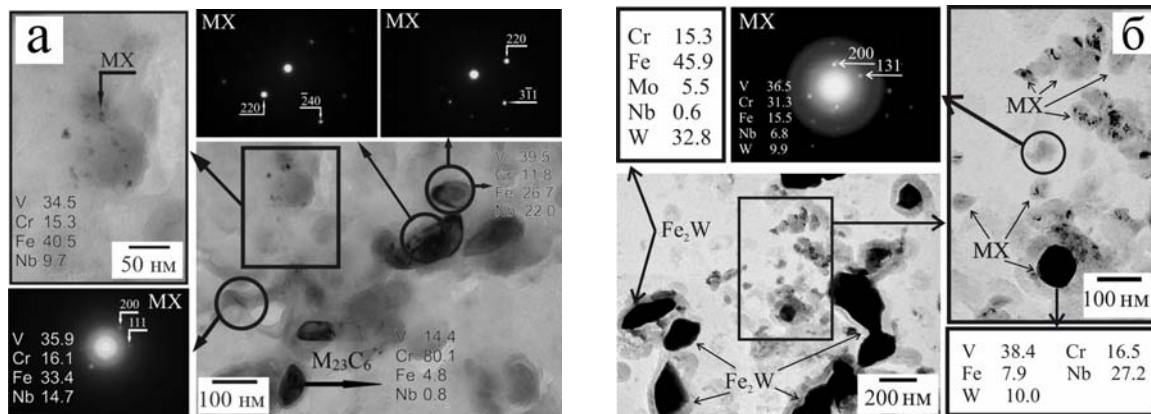 а
MX
V 34.5
Cr 15.3
Fe 40.5
Nb 9.7
50 нм
MX
220
2̄40
220
31̄1
V 39.5
Cr 11.8
Fe 26.7
Nb 22.0
MX
200
111
V 35.9
Cr 16.1
Fe 33.4
Nb 14.7
M₂₃C₆
V 14.4
Cr 80.1
Fe 4.8
Nb 0.8
100 нм
Cr 15.3
Fe 45.9
Mo 5.5
Nb 0.6
W 32.8
MX
200
131
V 36.5
Cr 31.3
Fe 15.5
Nb 6.8
W 9.9
б
MX
MX
100 нм
Fe₂W
Fe₂W
200 нм
V 38.4 Cr 16.5
Fe 7.9 Nb 27.2
W 10.0